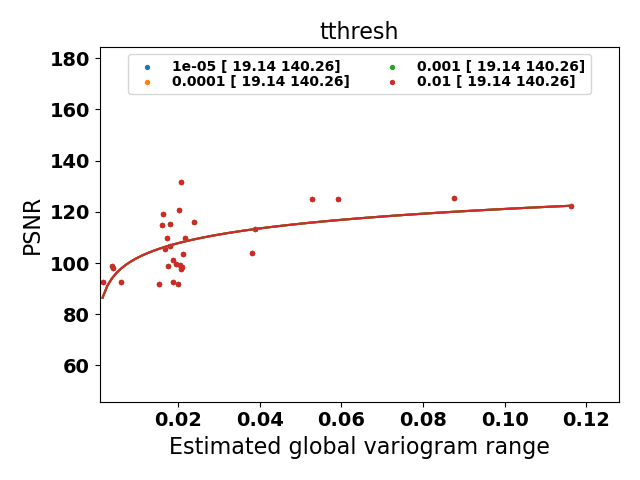 tthresh
1e-05 [ 19.14 140.26]
0.0001 [ 19.14 140.26]
0.001 [ 19.14 140.26]
0.01 [ 19.14 140.26]
180
160
140
120
100
80
60
PSNR
0.02 0.04 0.06 0.08 0.10 0.12
Estimated global variogram range